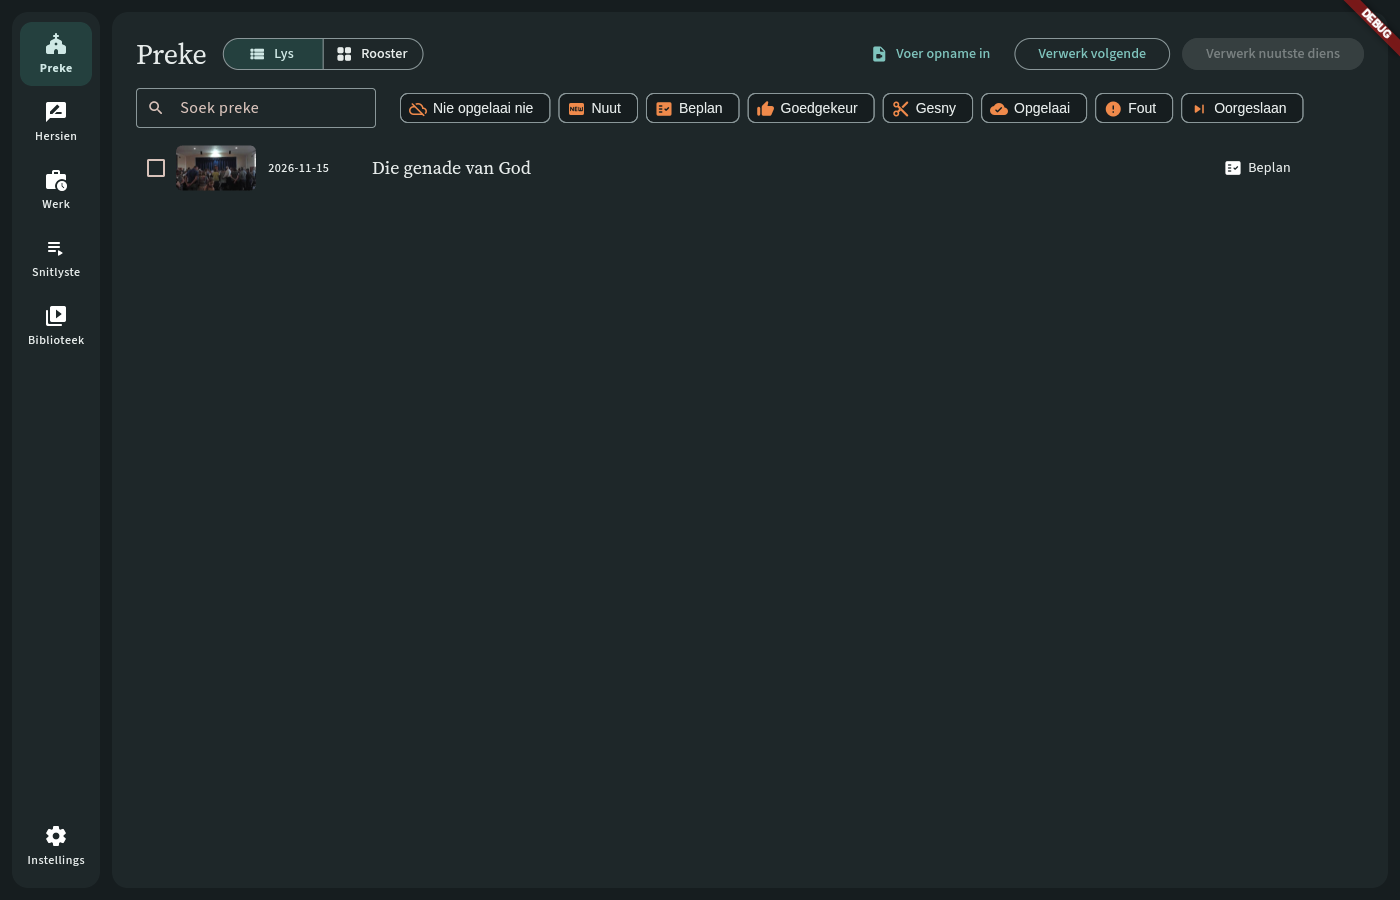 DEBUG
Preke
Hersien
Werk
Snitlyste
Biblioteek
Instellings
Preke
Lys
Rooster
Voer opname in
Verwerk volgende
Verwerk nuutste diens
Soek preke
Nie opgelaai nie
NEW
Nuut
Beplan
Goedgekeur
Gesny
Opgelaai
Fout
Oorgeslaan
2026-11-15
Die genade van God
Beplan